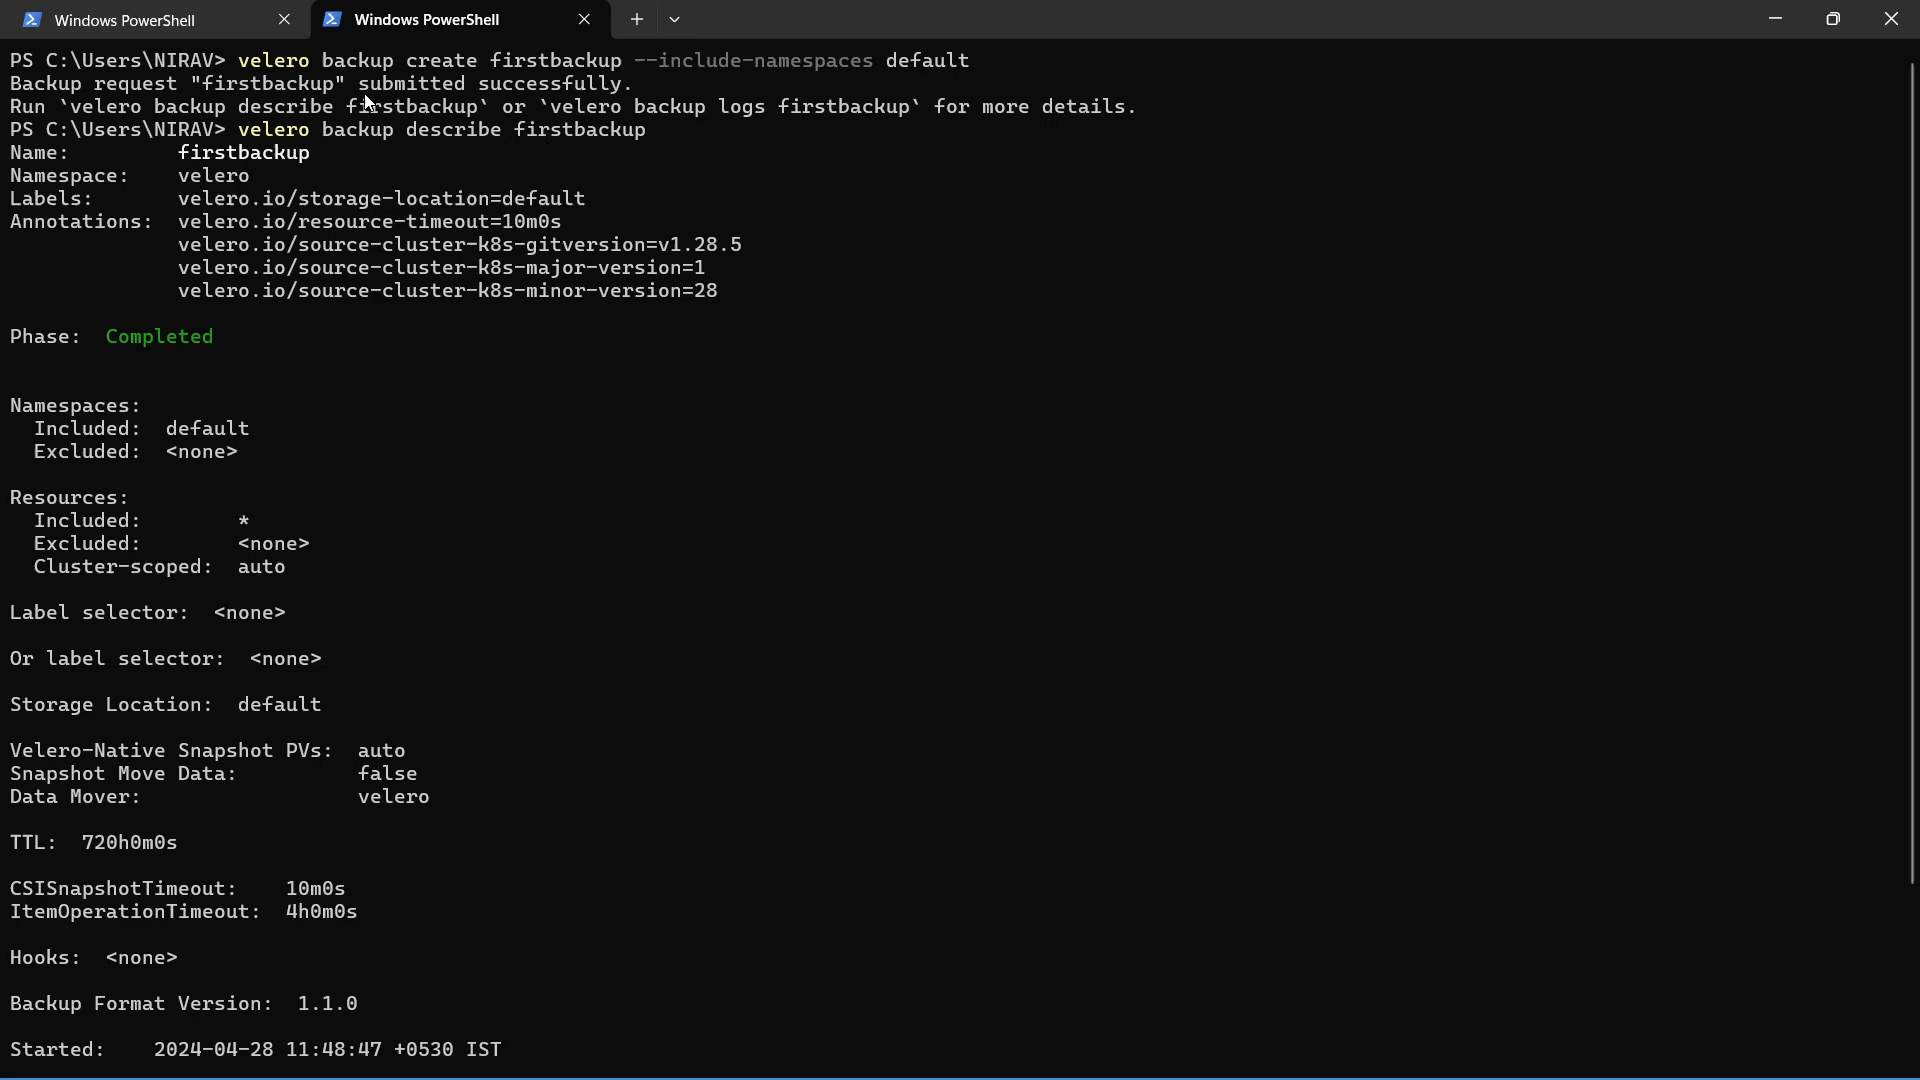 Windows PowerShell
Windows PowerShell
PS C:\Users\NIRAV> velero backup create firstbackup --include-namespaces default
Backup request "firstbackup" submitted successfully.
Run `velero backup describe firstbackup` or `velero backup logs firstbackup` for more details.
PS C:\Users\NIRAV> velero backup describe firstbackup
Name:         firstbackup
Namespace:    velero
Labels:       velero.io/storage-location=default
Annotations:  velero.io/resource-timeout=10m0s
              velero.io/source-cluster-k8s-gitversion=v1.28.5
              velero.io/source-cluster-k8s-major-version=1
              velero.io/source-cluster-k8s-minor-version=28
Phase:  Completed
Namespaces:
  Included:  default
  Excluded:  <none>
Resources:
  Included:        *
  Excluded:        <none>
  Cluster-scoped:  auto
Label selector:  <none>
Or label selector:  <none>
Storage Location:  default
Velero-Native Snapshot PVs:  auto
Snapshot Move Data:          false
Data Mover:                  velero
TTL:  720h0m0s
CSISnapshotTimeout:    10m0s
ItemOperationTimeout:  4h0m0s
Hooks:  <none>
Backup Format Version:  1.1.0
Started:    2024-04-28 11:48:47 +0530 IST